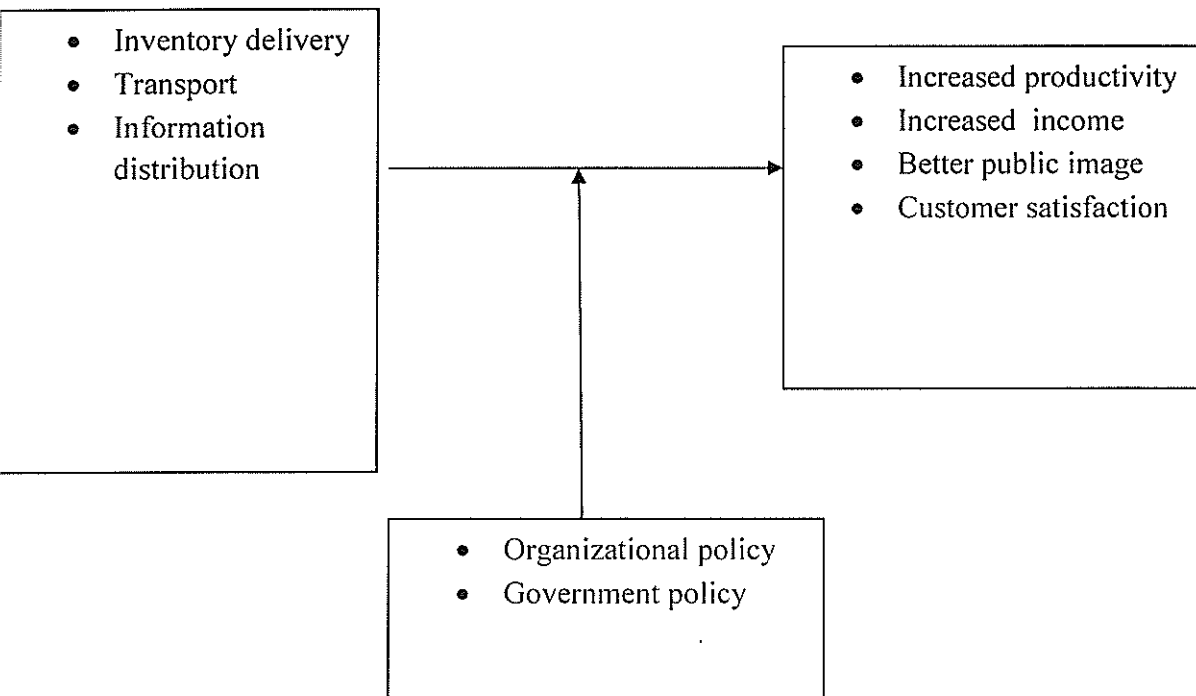 • Inventory delivery
• Transport
• Information
distribution
• Increased productivity
• Increased income
• Better public image
• Customer satisfaction
• Organizational policy
• Government policy